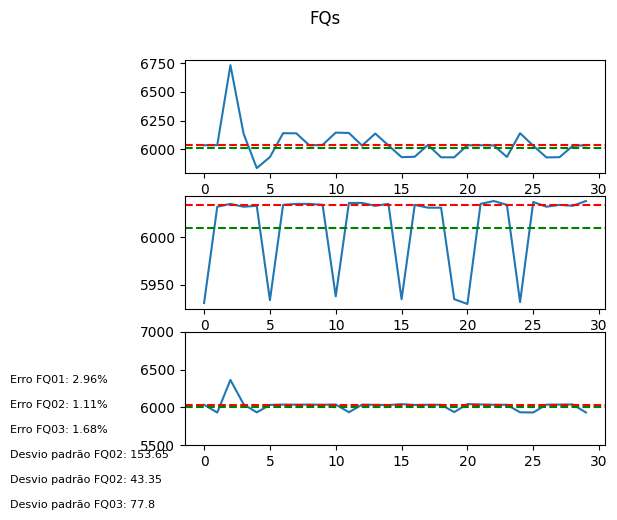 FQs
6750
6500
6250
6000
0 5 10 15 20 25 30
6000
5950
0 5 10 15 20 25 30
7000
6500
6000
5500
0 5 10 15 20 25 30
Erro FQ01: 2.96%
Erro FQ02: 1.11%
Erro FQ03: 1.68%
Desvio padrão FQ02: 153.65
Desvio padrão FQ02: 43.35
Desvio padrão FQ03: 77.8